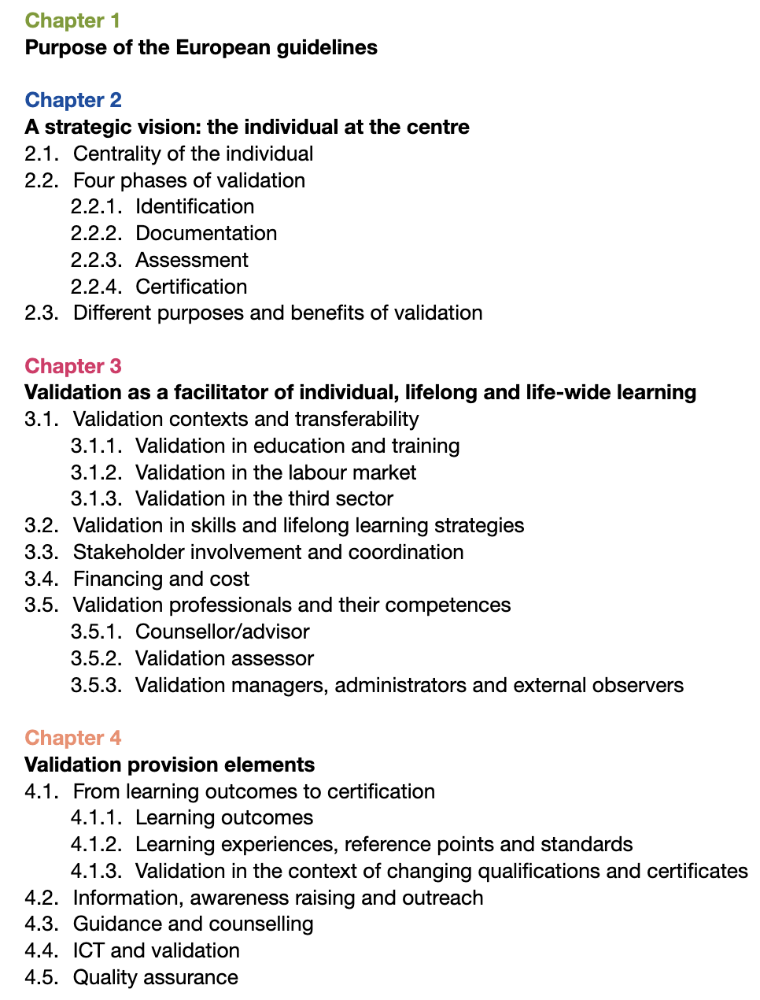 Chapter 1
Purpose of the European guidelines
Chapter 2
A strategic vision: the individual at the centre
2.1. Centrality of the individual
2.2. Four phases of validation
2.2.1. Identification
2.2.2. Documentation
2.2.3. Assessment
2.2.4. Certification
2.3. Different purposes and benefits of validation
Chapter 3
Validation as a facilitator of individual, lifelong and life-wide learning
3.1. Validation contexts and transferability
3.1.1. Validation in education and training
3.1.2. Validation in the labour market
3.1.3. Validation in the third sector
3.2. Validation in skills and lifelong learning strategies
3.3. Stakeholder involvement and coordination
3.4. Financing and cost
3.5. Validation professionals and their competences
3.5.1. Counsellor/advisor
3.5.2. Validation assessor
3.5.3. Validation managers, administrators and external observers
Chapter 4
Validation provision elements
4.1. From learning outcomes to certification
4.1.1. Learning outcomes
4.1.2. Learning experiences, reference points and standards
4.1.3. Validation in the context of changing qualifications and certificates
4.2. Information, awareness raising and outreach
4.3. Guidance and counselling
4.4. ICT and validation
4.5. Quality assurance